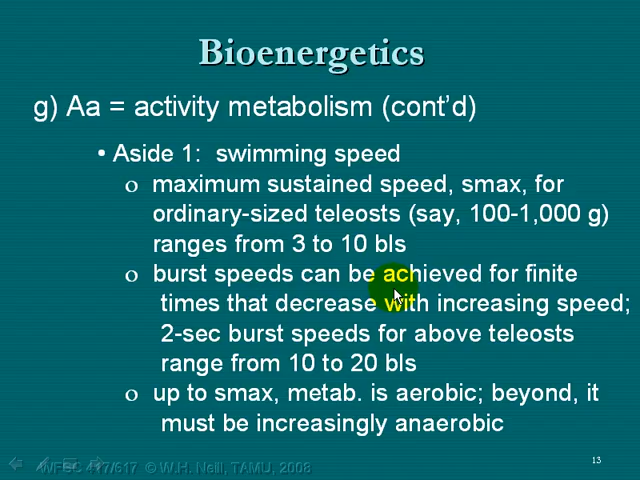 Bioenergetics
g) Aa = activity metabolism (cont’d)
• Aside 1:  swimming speed
o maximum sustained speed, smax, for
ordinary-sized teleosts (say, 100-1,000 g)
ranges from 3 to 10 bls
o burst speeds can be achieved for finite
times that decrease with increasing speed;
2-sec burst speeds for above teleosts
range from 10 to 20 bls
o up to smax, metab. is aerobic; beyond, it
must be increasingly anaerobic
WFSC 417/617 © W.H. Neill, TAMU, 2008
13